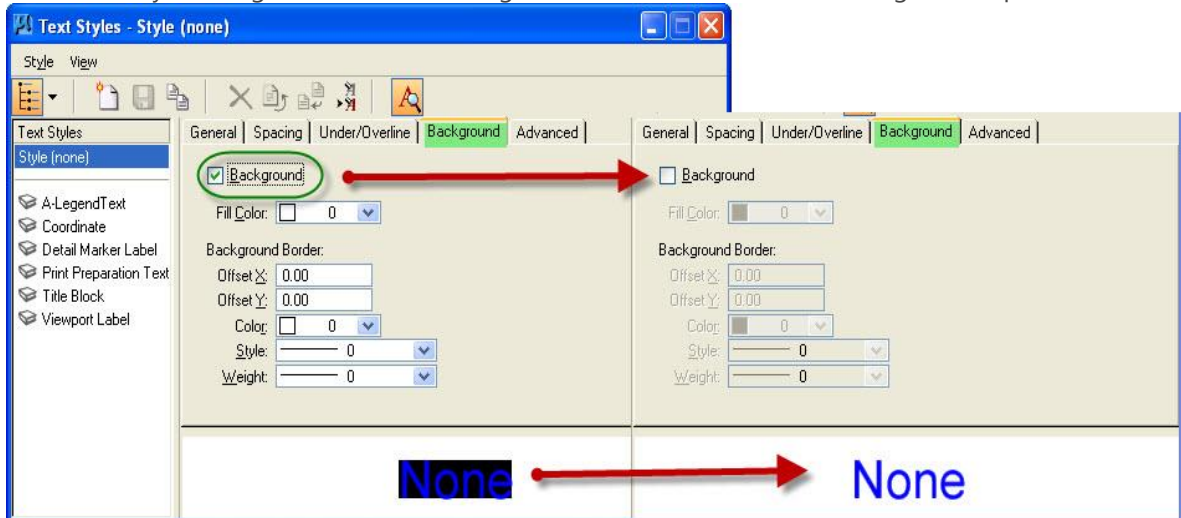 Text Styles - Style (none)
Style View
Text Styles
Style (none)
A-LegendText
Coordinate
Detail Marker Label
Print Preparation Text
Title Block
Viewport Label
General Spacing Under/Overline Background Advanced
Background
Fill Color: 0
Background Border:
Offset X: 0.00
Offset Y: 0.00
Color: 0
Style: 0
Weight: 0
None
General Spacing Under/Overline Background Advanced
Background
Fill Color: 0
Background Border:
Offset X: 0.00
Offset Y: 0.00
Color: 0
Style: 0
Weight: 0
None